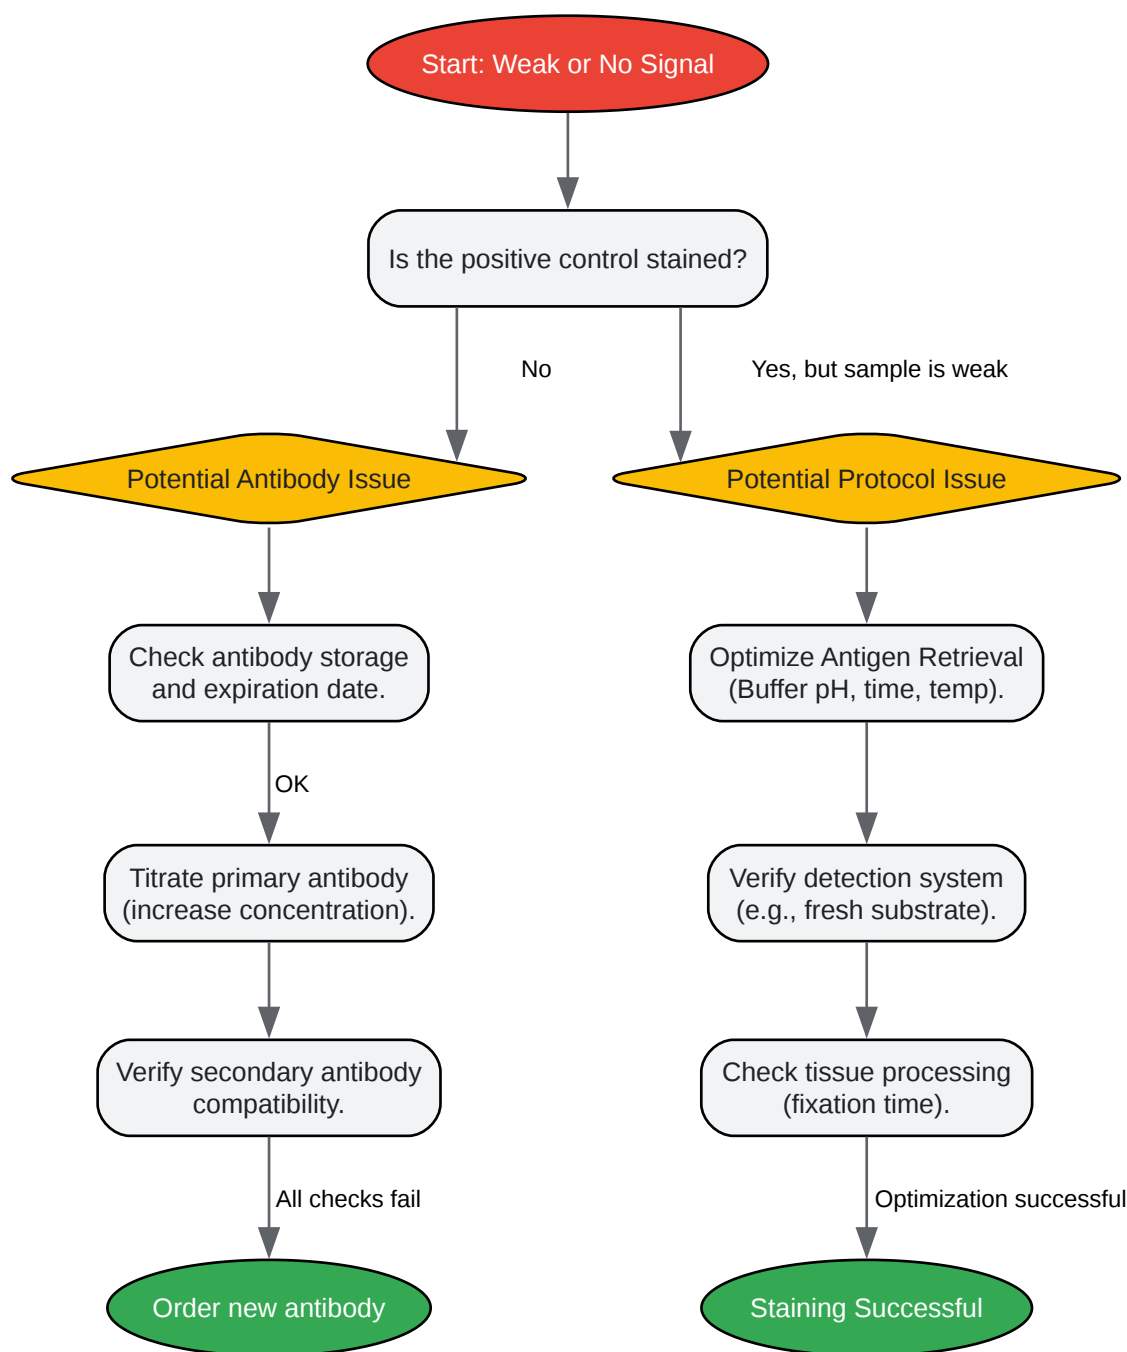 Start: Weak or No Signal
Is the positive control stained?
No
Yes, but sample is weak
Potential Antibody Issue
Potential Protocol Issue
Check antibody storage
and expiration date.
Optimize Antigen Retrieval
(Buffer pH, time, temp).
OK
Titrate primary antibody
(increase concentration).
Verify detection system
(e.g., fresh substrate).
Verify secondary antibody
compatibility.
Check tissue processing
(fixation time).
All checks fail
Optimization successful
Order new antibody
Staining Successful